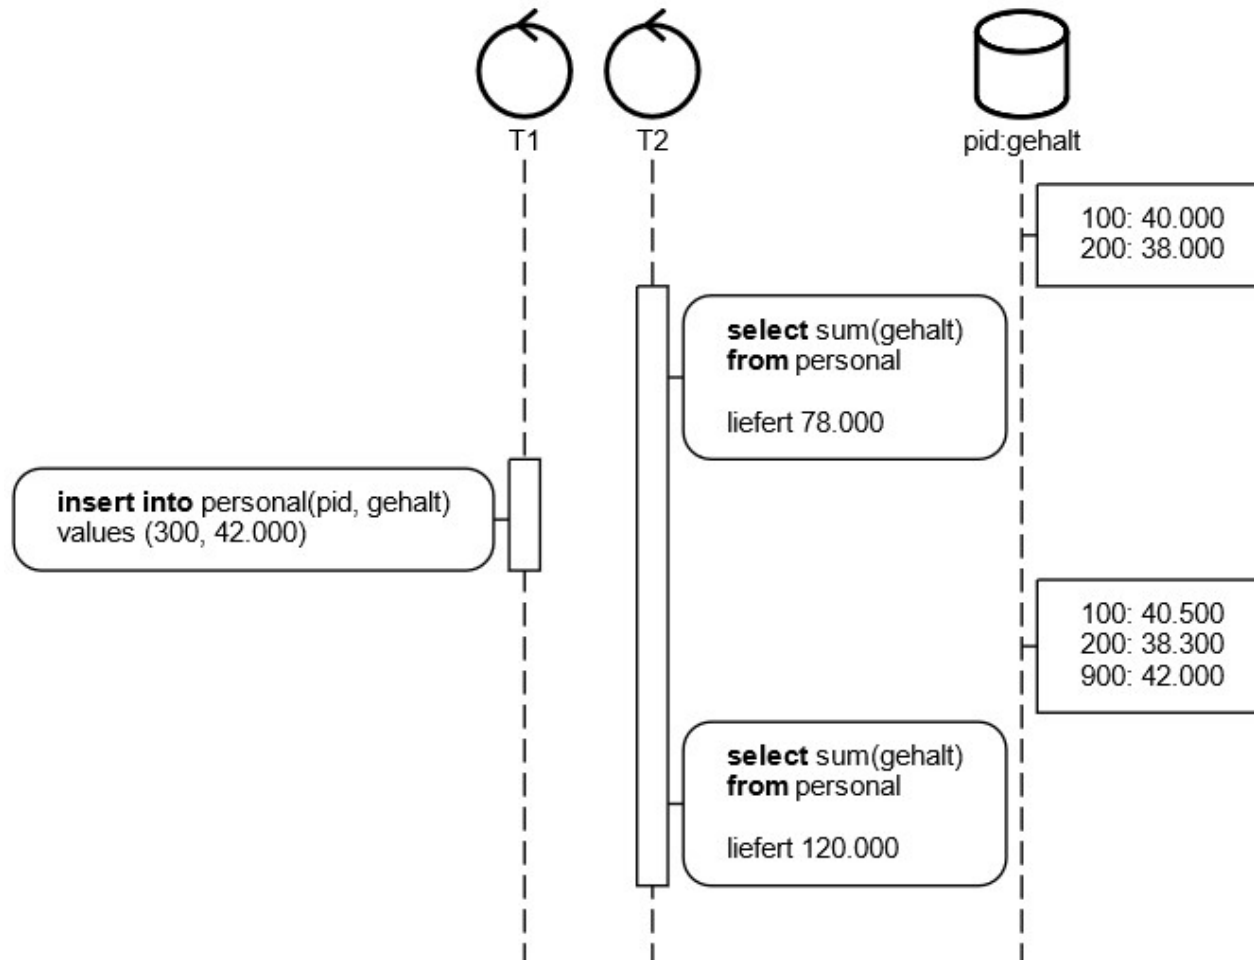 T1
T2
pid:gehalt
100: 40.000
200: 38.000
select sum(gehalt)
from personal
liefert 78.000
insert into personal(pid, gehalt)
values (300, 42.000)
100: 40.500
200: 38.300
900: 42.000
select sum(gehalt)
from personal
liefert 120.000